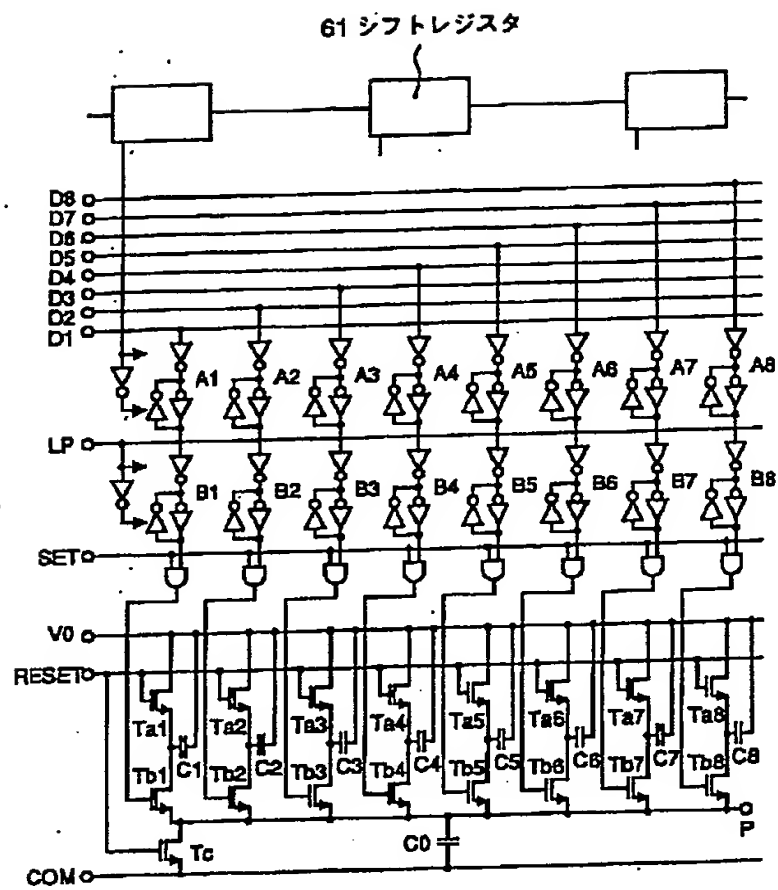 61 シフトレジスタ
D8
D7
D6
D5
D4
D3
D2
D1
A1 A2 A3 A4 A5 A6 A7 A8
LP
B1 B2 B3 B4 B5 B6 B7 B8
SET
V0
RESET
Ta1 Ta2 Ta3 Ta4 Ta5 Ta6 Ta7 Ta8
C1 C2 C3 C4 C5 C6 C7 C8
Tb1 Tb2 Tb3 Tb4 Tb5 Tb6 Tb7 Tb8
P
Tc C0
COM